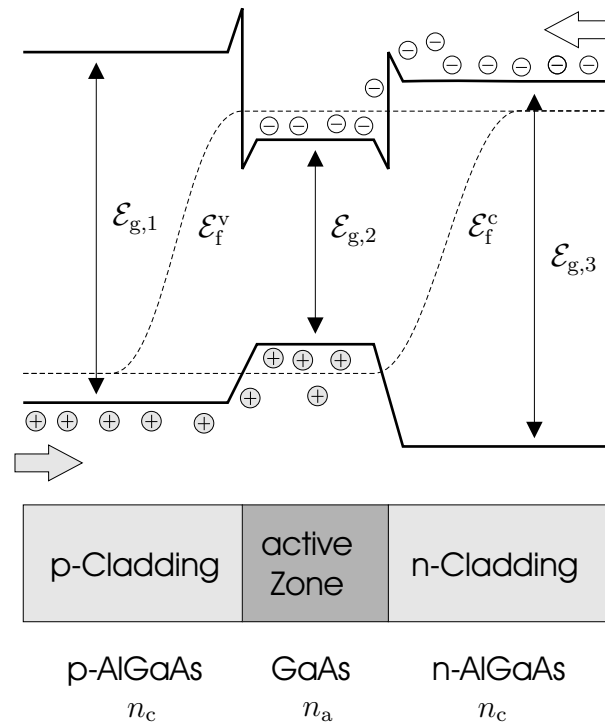 ℰg,1
ℰfv
ℰg,2
ℰfc
ℰg,3
p-Cladding
active
Zone
n-Cladding
p-AlGaAs
GaAs
n-AlGaAs
nc
na
nc